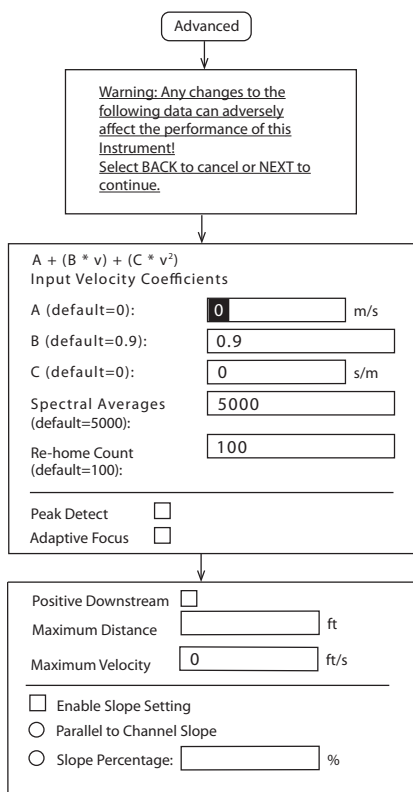 Advanced
Warning: Any changes to the
following data can adversely
affect the performance of this
Instrument!
Select BACK to cancel or NEXT to
continue.
A + (B * v) + (C * v²)
Input Velocity Coefficients
A (default=0): 0 m/s
B (default=0.9): 0.9
C (default=0): 0 s/m
Spectral Averages 5000
(default=5000):
Re-home Count 100
(default=100):
Peak Detect
Adaptive Focus
Positive Downstream
Maximum Distance ft
Maximum Velocity 0 ft/s
Enable Slope Setting
Parallel to Channel Slope
Slope Percentage: %